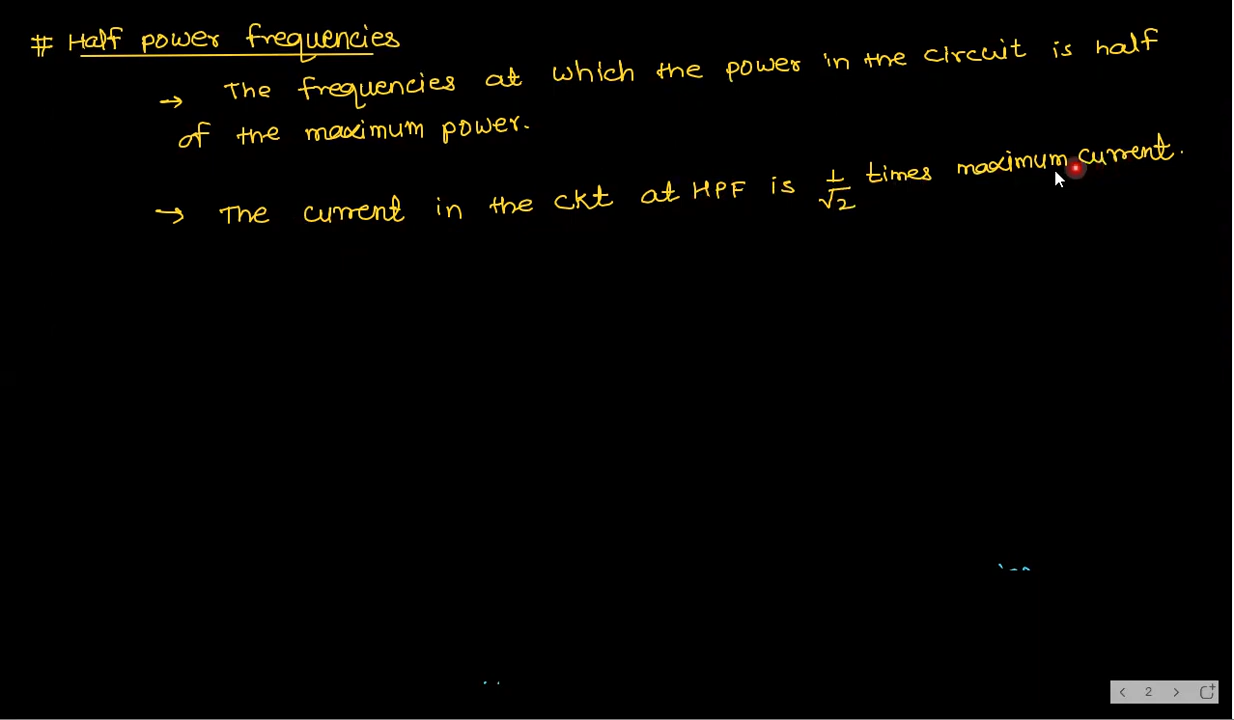 # Half power frequencies
→ The frequencies at which the power in the circuit is half
of the maximum power.
→ The current in the ckt at HPF is 1/√2 times maximum current.
2